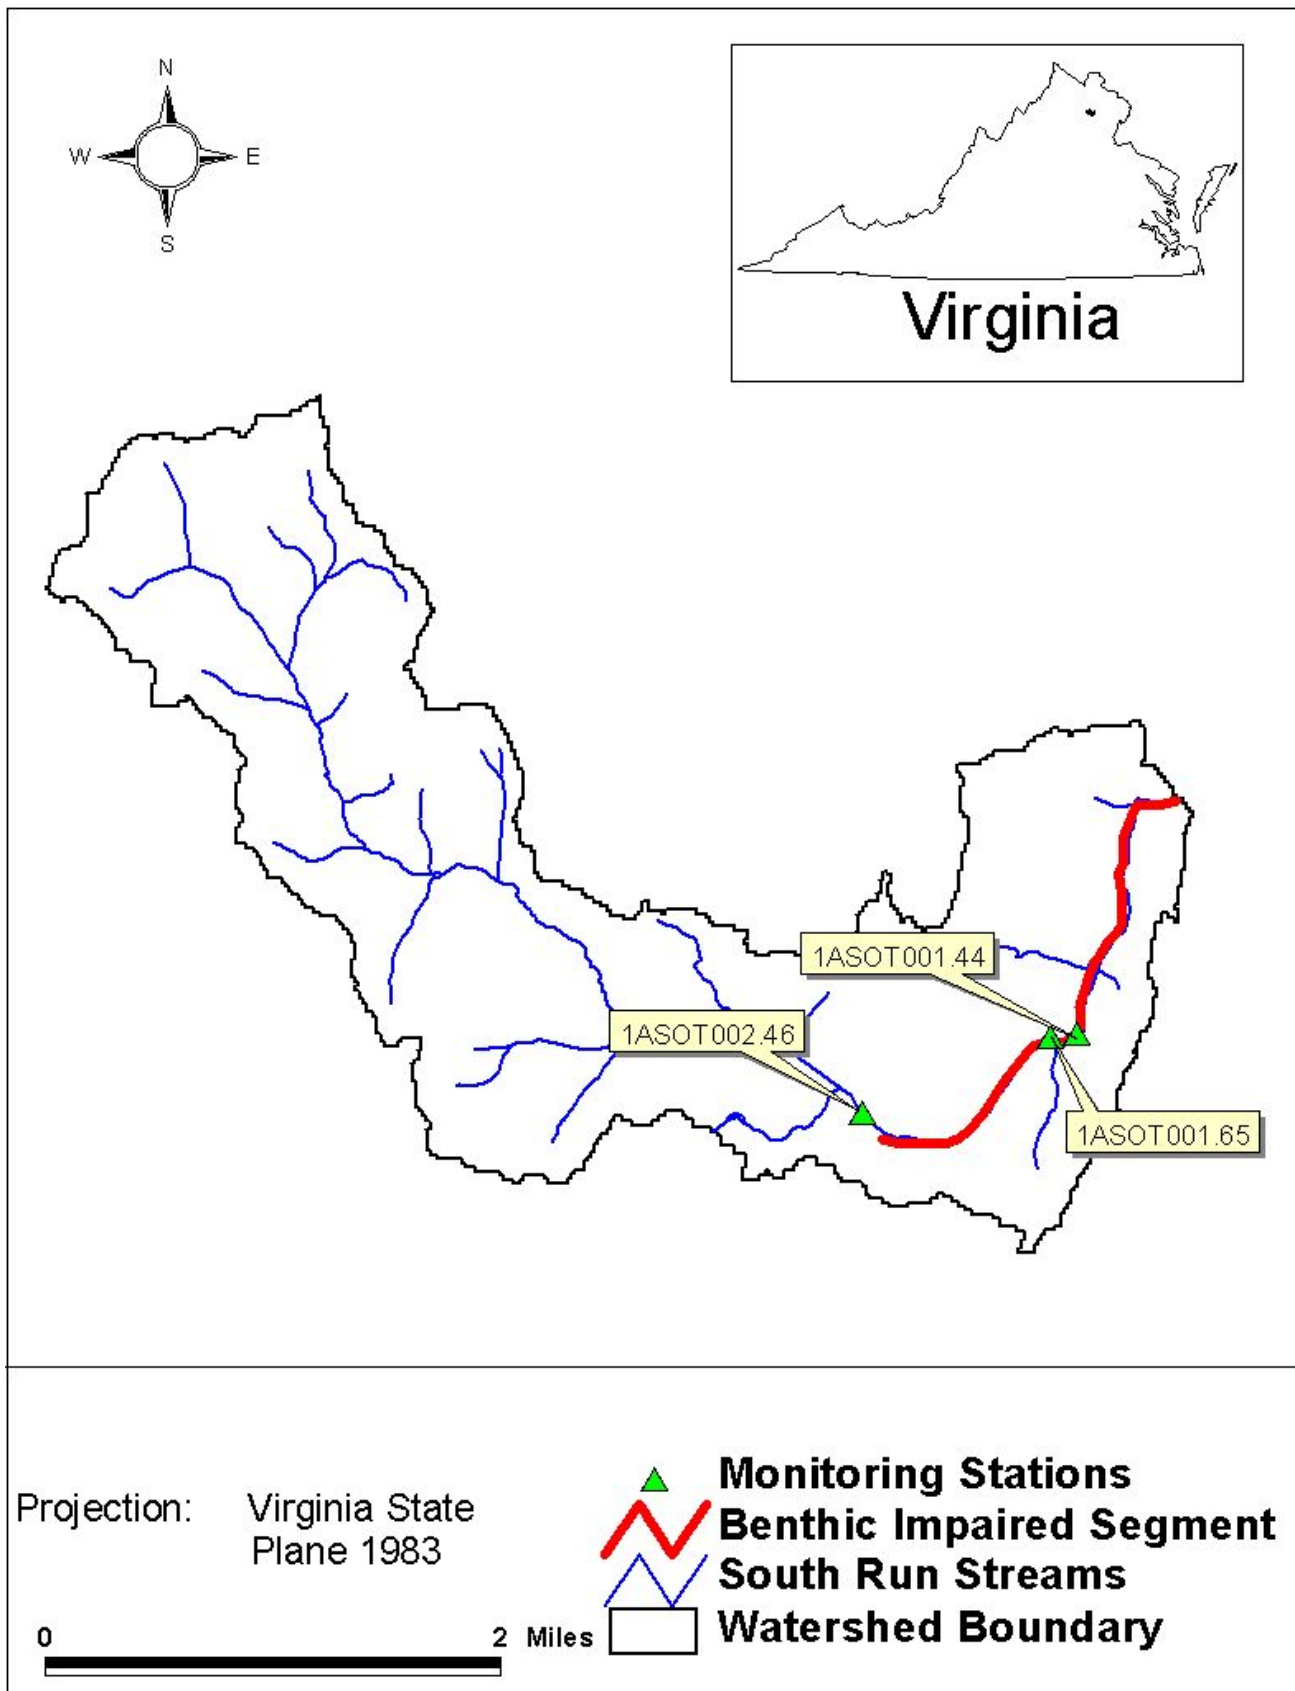 N
W E
S
Virginia
1ASOT001.44
1ASOT002.46
1ASOT001.65
Projection: Virginia State
Plane 1983
0 2 Miles
Monitoring Stations
Benthic Impaired Segment
South Run Streams
Watershed Boundary